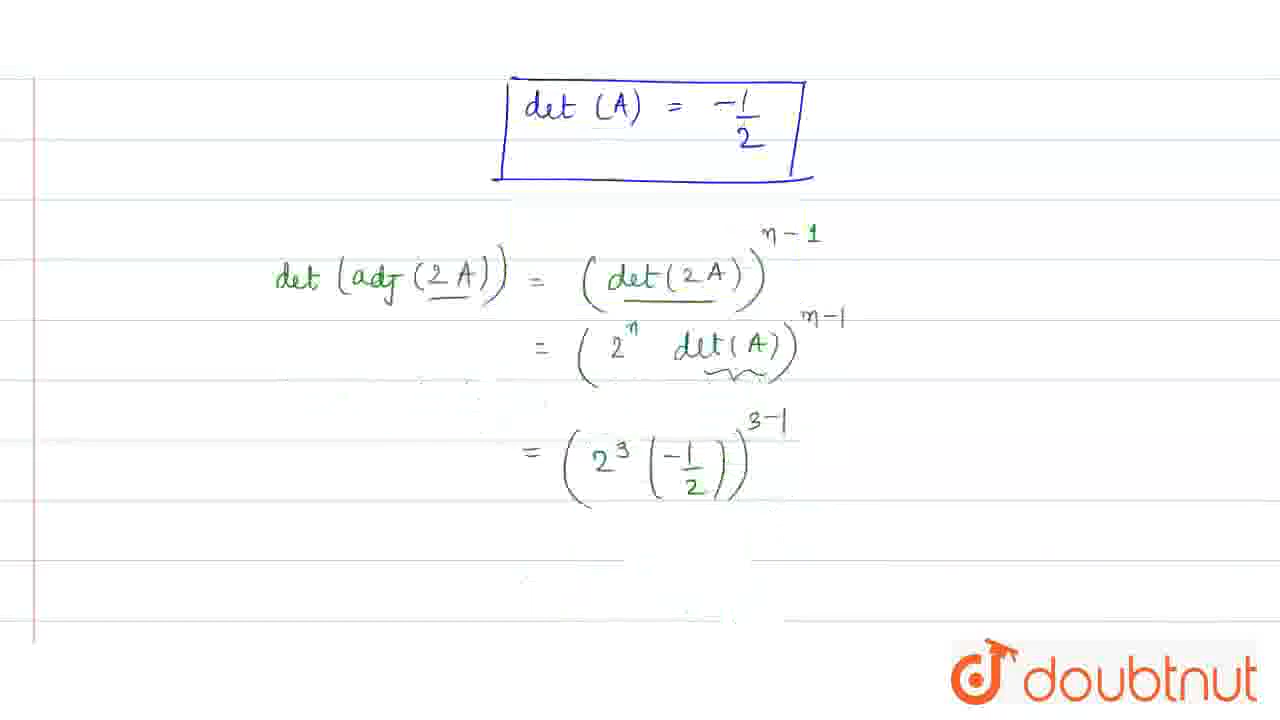 det (A) = -1/2
det (adj (2A)) = (det (2A))^{n-1}
= (2^n det(A))^{n-1}
= (2^3 (-1/2))^{3-1}
doubtnut